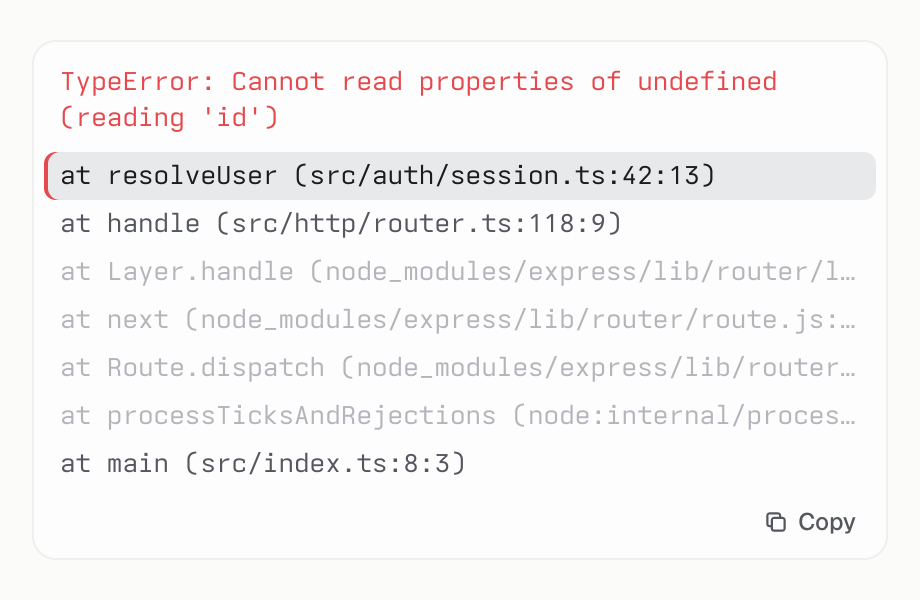 TypeError: Cannot read properties of undefined
(reading 'id')
at resolveUser (src/auth/session.ts:42:13)
at handle (src/http/router.ts:118:9)
at Layer.handle (node_modules/express/lib/router/l…
at next (node_modules/express/lib/router/route.js:…
at Route.dispatch (node_modules/express/lib/router…
at processTicksAndRejections (node:internal/proces…
at main (src/index.ts:8:3)
Copy